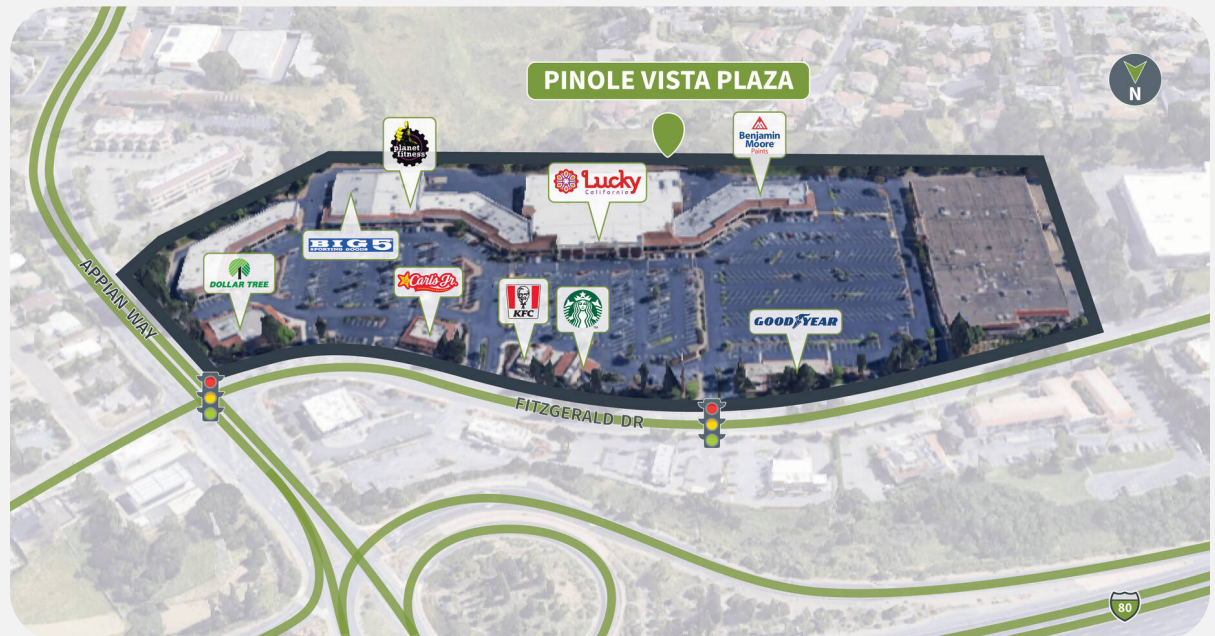 PINOLE VISTA PLAZA
N
planet
fitness
Benjamin
Moore
Paints
Lucky
California
BIG 5
SPORTING GOODS
DOLLAR TREE
Carl's Jr.
KFC
GOODYEAR
APPIAN WAY
FITZGERALD DR
80